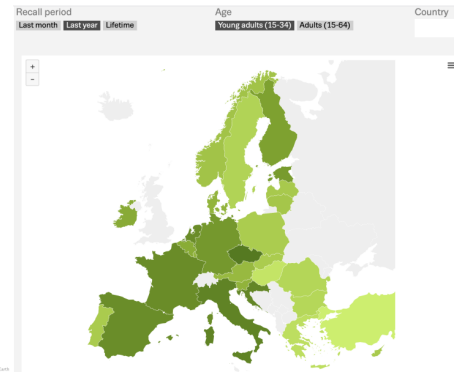 Recall period
Age
Country
Last month
Last year
Lifetime
Young adults (15-34)
Adults (15-64)
+
-